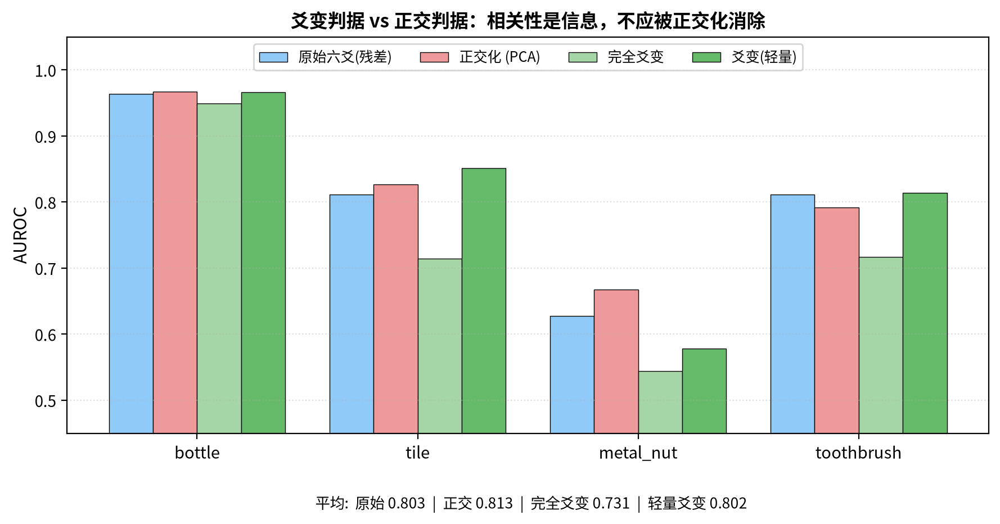 爻变判据 vs 正交判据：相关性是信息，不应被正交化消除
原始六爻(残差) 正交化 (PCA) 完全爻变 爻变(轻量)
1.0
0.9
0.8
0.7
0.6
0.5
AUROC
bottle tile metal_nut toothbrush
平均: 原始 0.803 | 正交 0.813 | 完全爻变 0.731 | 轻量爻变 0.802